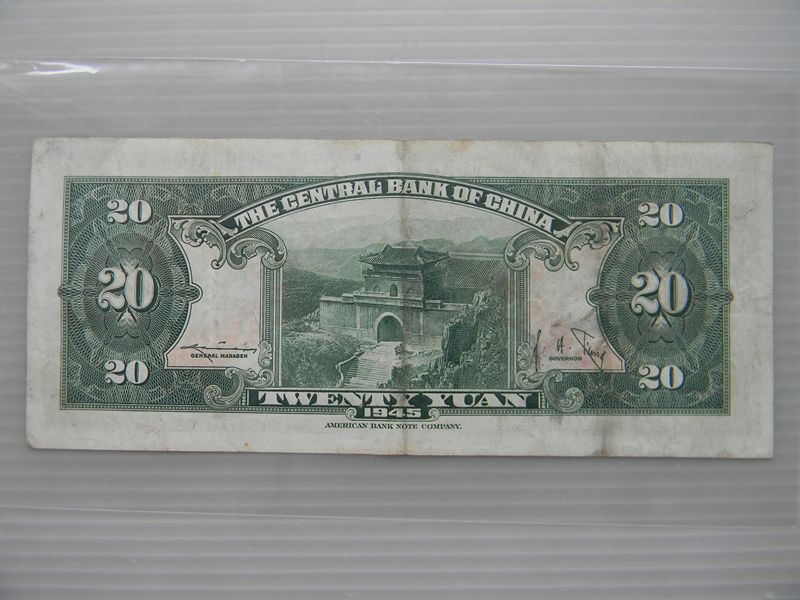 THE CENTRAL BANK OF CHINA
20 20
20 20
GENERAL MANAGER GOVERNOR
20 20
TWENTY YUAN
1945
AMERICAN BANK NOTE COMPANY.